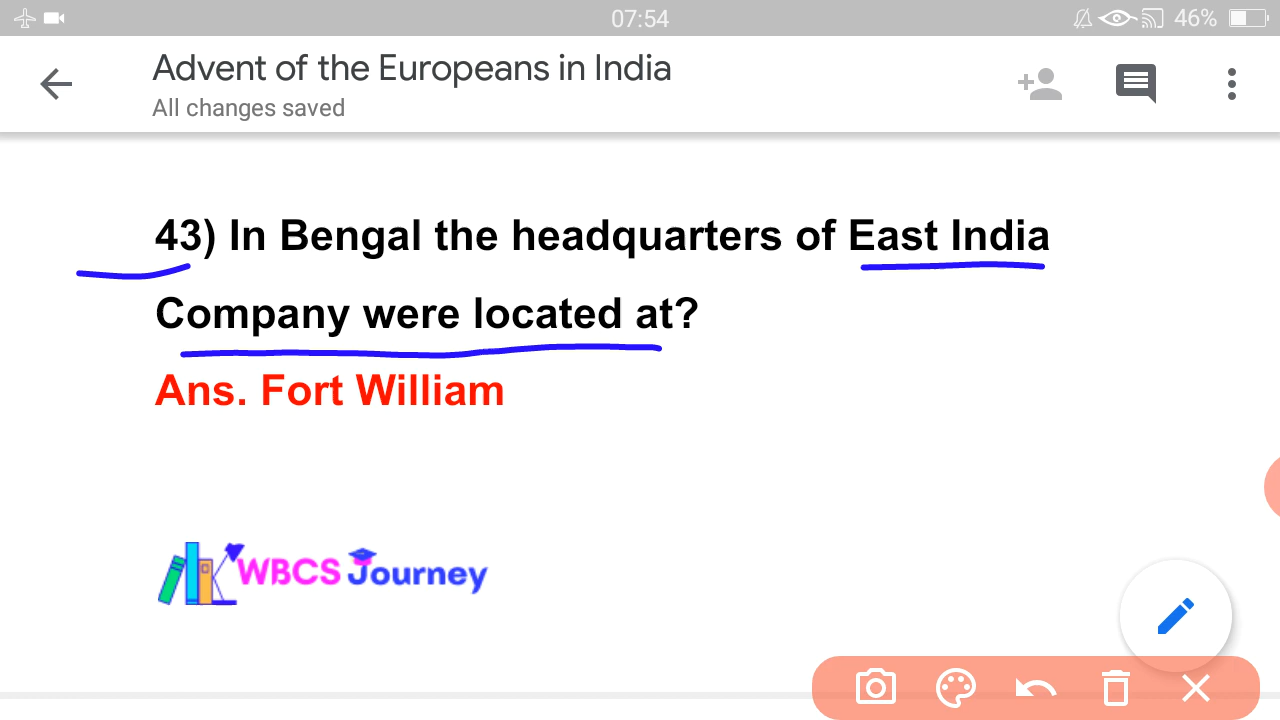 07:54
46%
Advent of the Europeans in India
All changes saved
43) In Bengal the headquarters of East India
Company were located at?
Ans. Fort William
WBCS Journey